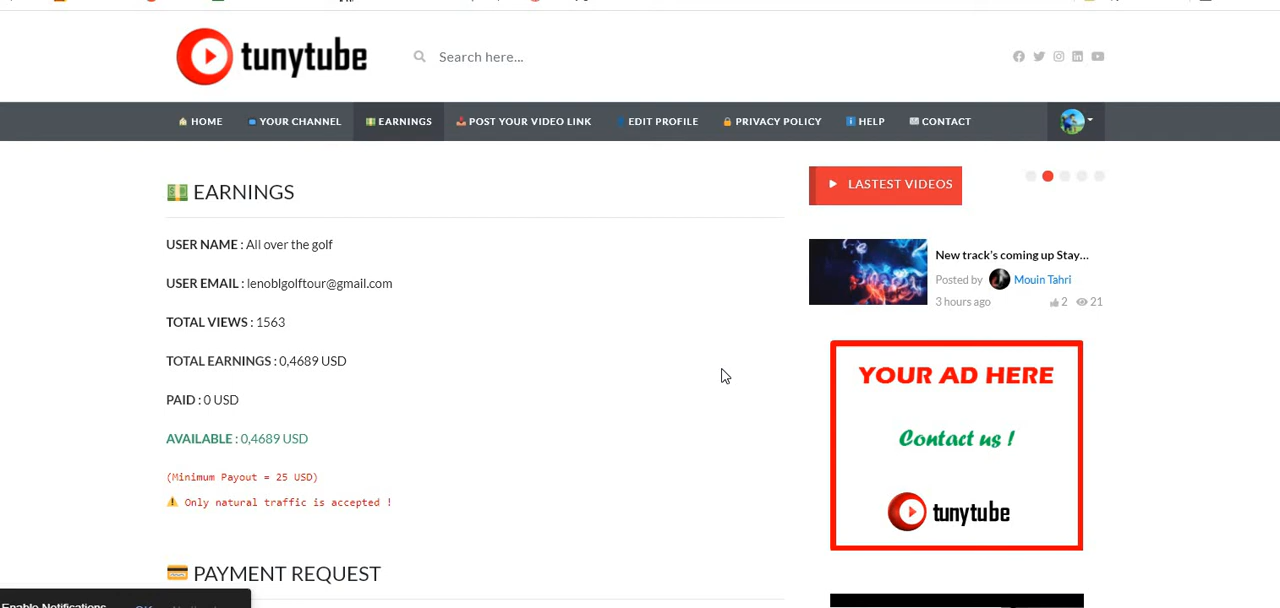 tunytube
Search here...
HOME
YOUR CHANNEL
EARNINGS
POST YOUR VIDEO LINK
EDIT PROFILE
PRIVACY POLICY
HELP
CONTACT
EARNINGS
USER NAME : All over the golf
USER EMAIL : lenoblgolftour@gmail.com
TOTAL VIEWS : 1563
TOTAL EARNINGS : 0,4689 USD
PAID : 0 USD
AVAILABLE : 0,4689 USD
(Minimum Payout = 25 USD)
⚠ Only natural traffic is accepted !
PAYMENT REQUEST
Enable Notifications
LASTEST VIDEOS
New track's coming up Stay...
Posted by Mouin Tahri
3 hours ago 2 21
YOUR AD HERE
Contact us !
tunytube